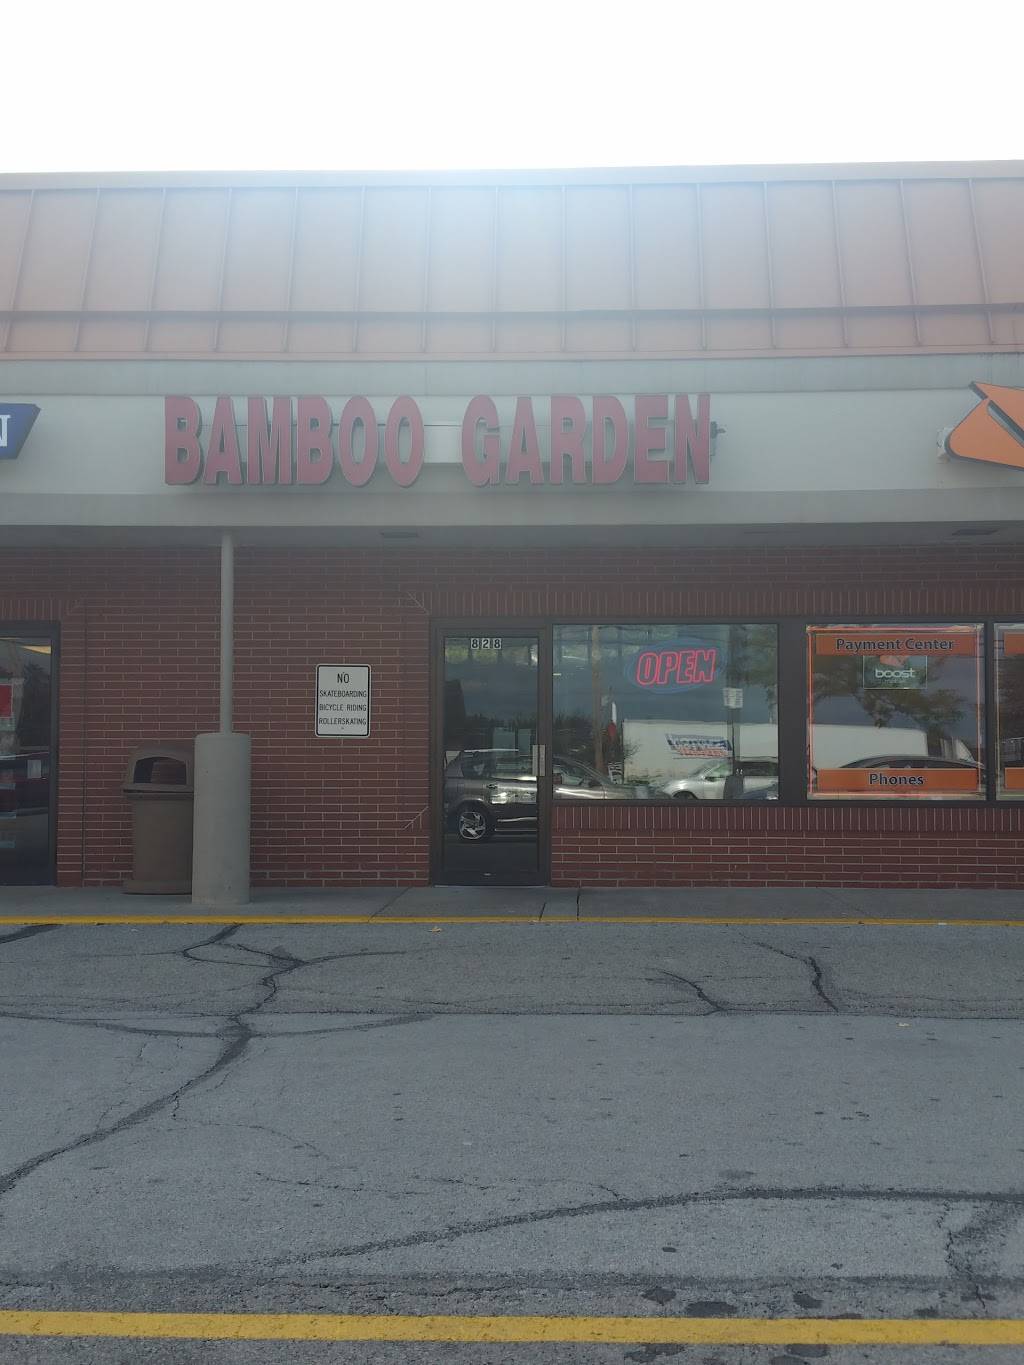 N
BAMBOO GARDEN
828
NO
SKATEBOARDING
BICYCLE RIDING
ROLLERSKATING
OPEN
Payment Center
boost
Phones